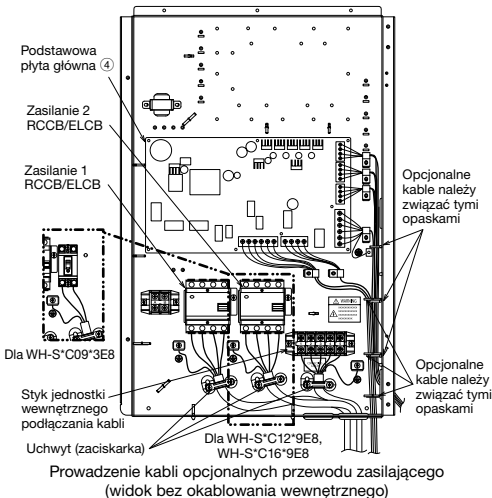 Podstawowa
płyta główna ④
Zasilanie 2
RCCB/ELCB
Zasilanie 1
RCCB/ELCB
Opcjonalne
kable należy
związać tymi
opaskami
WARNING
Dla WH-S*C09*3E8
Styk jednostki
wewnętrznego
podłączania kabli
Uchwyt (zaciskarka)
Dla WH-S*C12*9E8,
WH-S*C16*9E8
Opcjonalne
kable należy
związać tymi
opaskami
Prowadzenie kabli opcjonalnych przewodu zasilającego
(widok bez okablowania wewnętrznego)